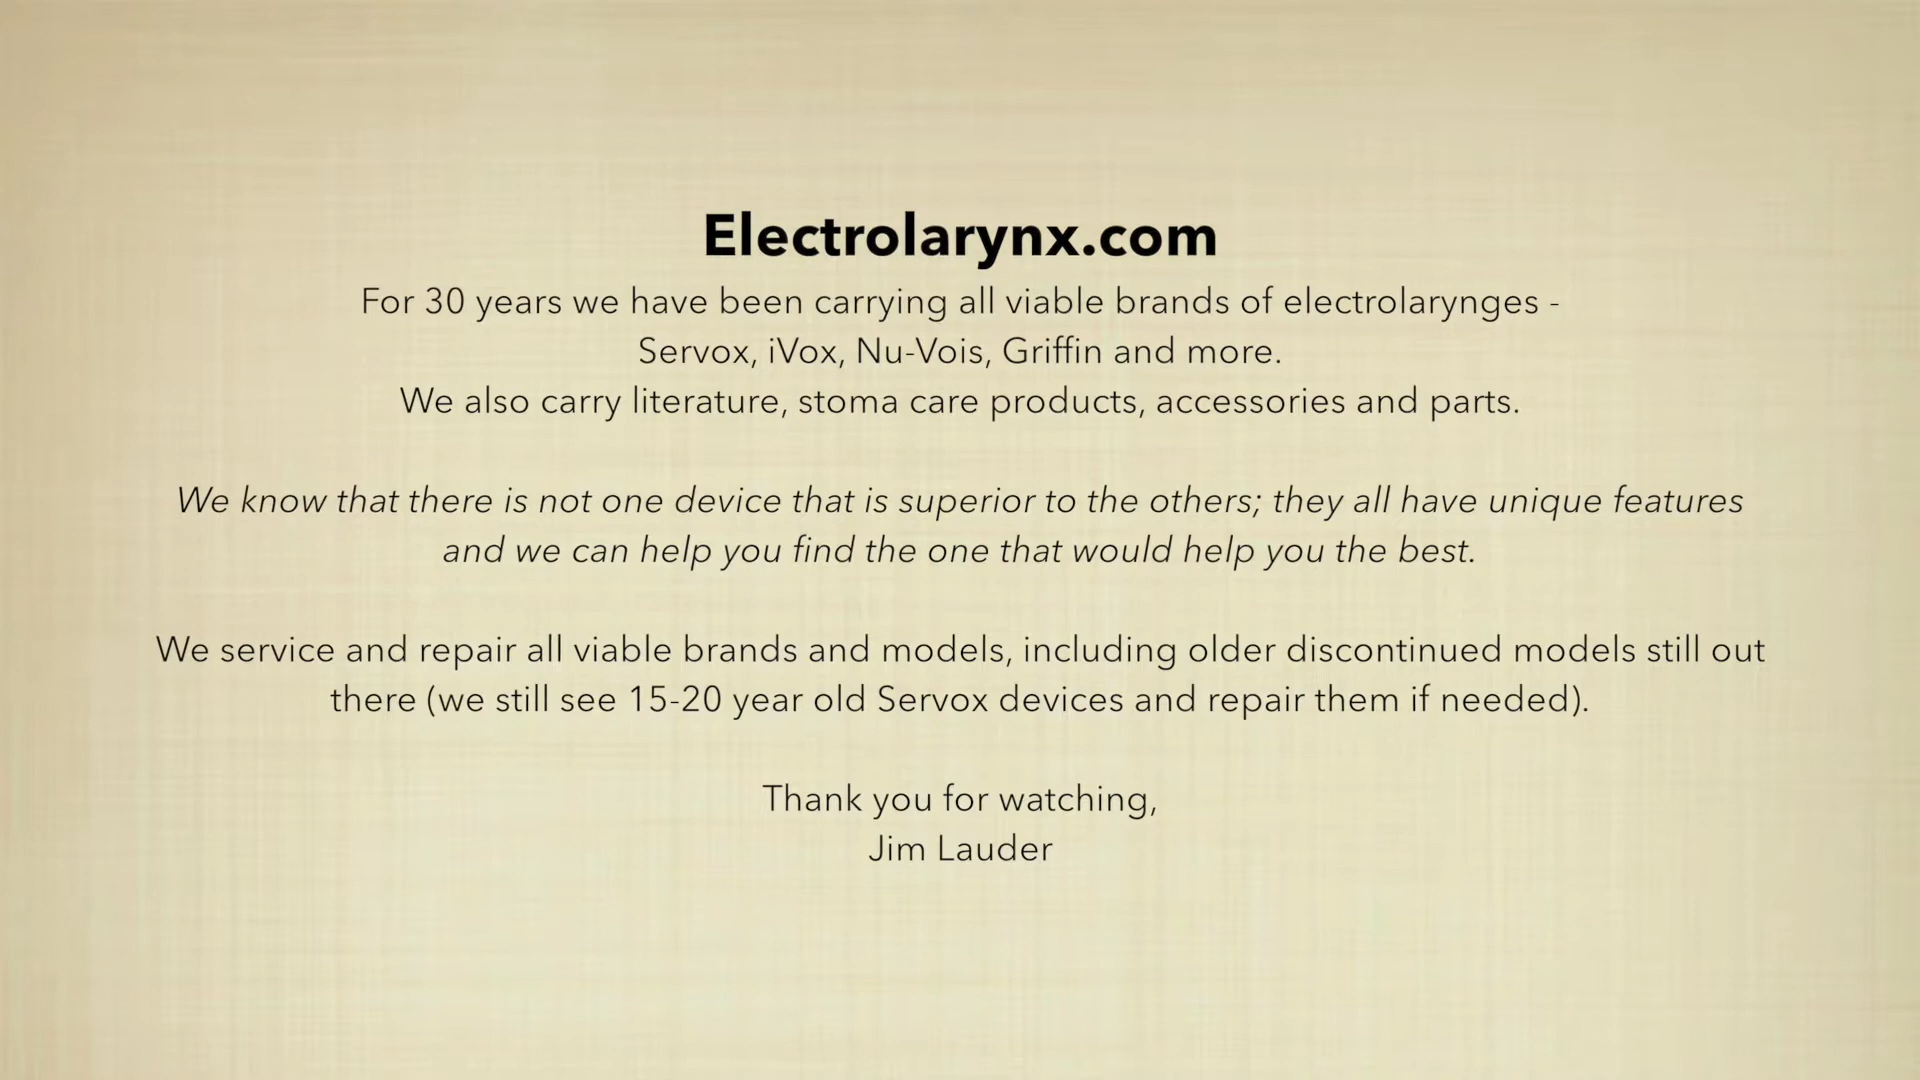 Electrolarynx.com
For 30 years we have been carrying all viable brands of electrolarynges -
Servox, iVox, Nu-Vois, Griffin and more.
We also carry literature, stoma care products, accessories and parts.
We know that there is not one device that is superior to the others; they all have unique features
and we can help you find the one that would help you the best.
We service and repair all viable brands and models, including older discontinued models still out
there (we still see 15-20 year old Servox devices and repair them if needed).
Thank you for watching,
Jim Lauder